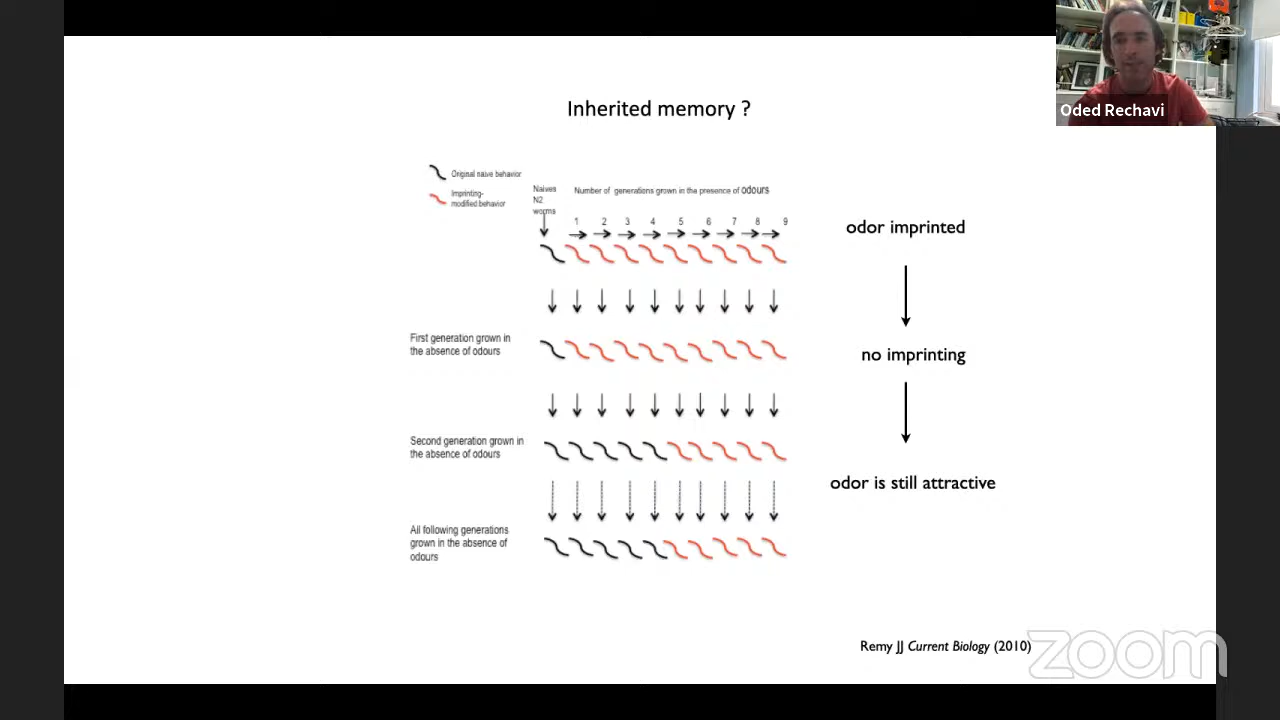 Inherited memory ?
Oded Rechavi
Original naive behavior
Imprinting-
modified.behavior
Naives
N2
worms
Number of generations grown in the presence of odours
1 2 3 4 5 6 7 8 9
odor imprinted
First generation grown in
the absence of odours
no imprinting
Second generation grown in
the absence of odours
odor is still attractive
All following generations
grown in the absence of
odours
Remy JJ Current Biology (2010)
zoom